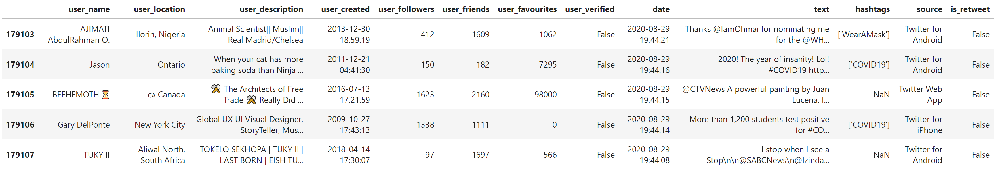 user_name user_location user_description user_created user_followers user_friends user_favourites user_verified date text hashtags source is_retweet
179103 AJIMATI AbdulRahman O. Ilorin, Nigeria Animal Scientist|| Muslim|| Real Madrid/Chelsea 2013-12-30 18:59:19 412 1609 1062 False 2020-08-29 19:44:21 Thanks @IamOhmai for nominating me for the @WH... ['WearAMask'] Twitter for Android False
179104 Jason Ontario When your cat has more baking soda than Ninja ... 2011-12-21 04:41:30 150 182 7295 False 2020-08-29 19:44:16 2020! The year of insanity! Lol! #COVID19 http... ['COVID19'] Twitter for Android False
179105 BEEHEMOTH ⏳ 🇨🇦 Canada ⚒️ The Architects of Free Trade ⚒️ Really Did ... 2016-07-13 17:21:59 1623 2160 98000 False 2020-08-29 19:44:15 @CTVNews A powerful painting by Juan Lucena. I... NaN Twitter Web App False
179106 Gary DelPonte New York City Global UX UI Visual Designer. StoryTeller, Mus... 2009-10-27 17:43:13 1338 1111 0 False 2020-08-29 19:44:14 More than 1,200 students test positive for #CO... ['COVID19'] Twitter for iPhone False
179107 TUKY II Aliwal North, South Africa TOKELO SEKHOPA | TUKY II | LAST BORN | EISH TU... 2018-04-14 17:30:07 97 1697 566 False 2020-08-29 19:44:08 I stop when I see a Stop\n\n@SABCNews\n@Izinda... NaN Twitter for Android False